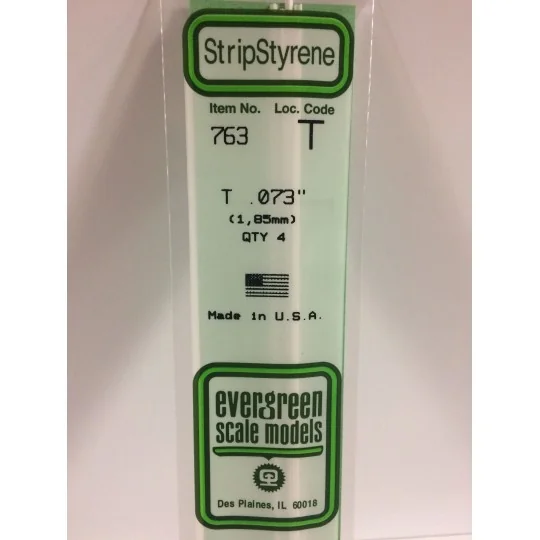 StripStyrene
Item No. Loc. Code
763 T
T .073"
(1,85mm)
QTY 4
Made in U.S.A.
evergreen
scale models
Des Plaines, IL 60018